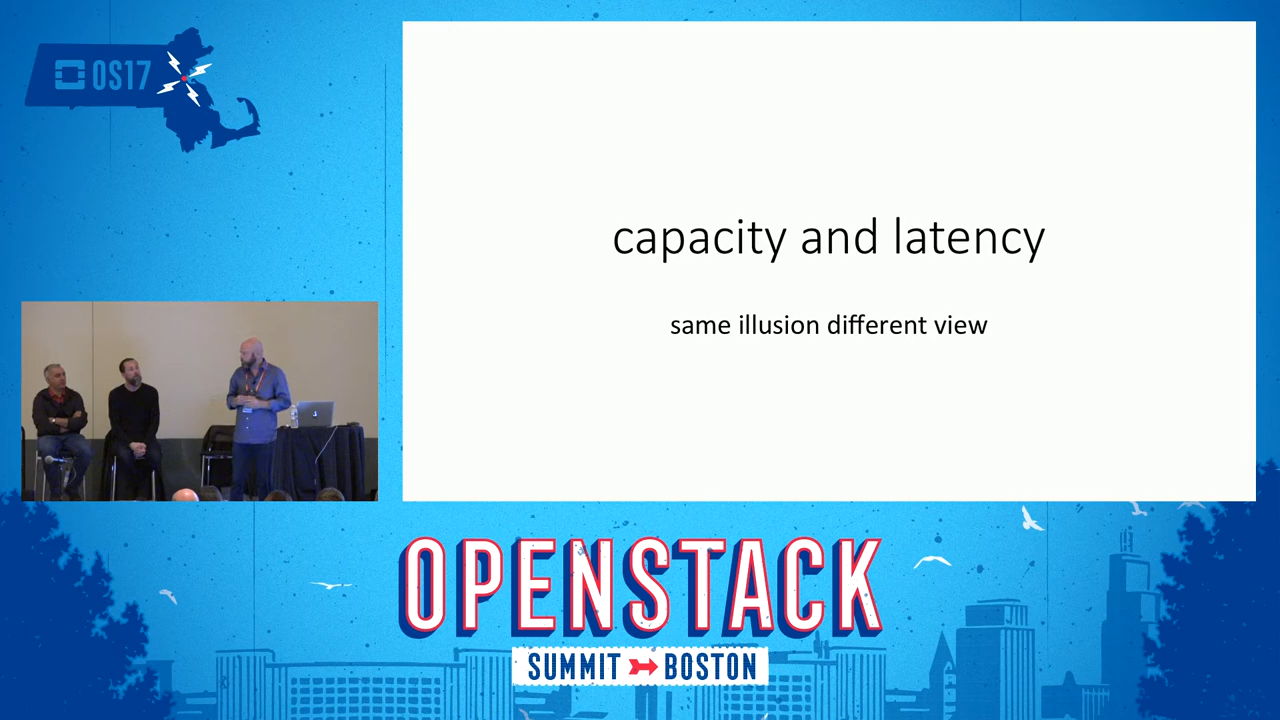 OS17
capacity and latency
same illusion different view
OPENSTACK
SUMMIT BOSTON